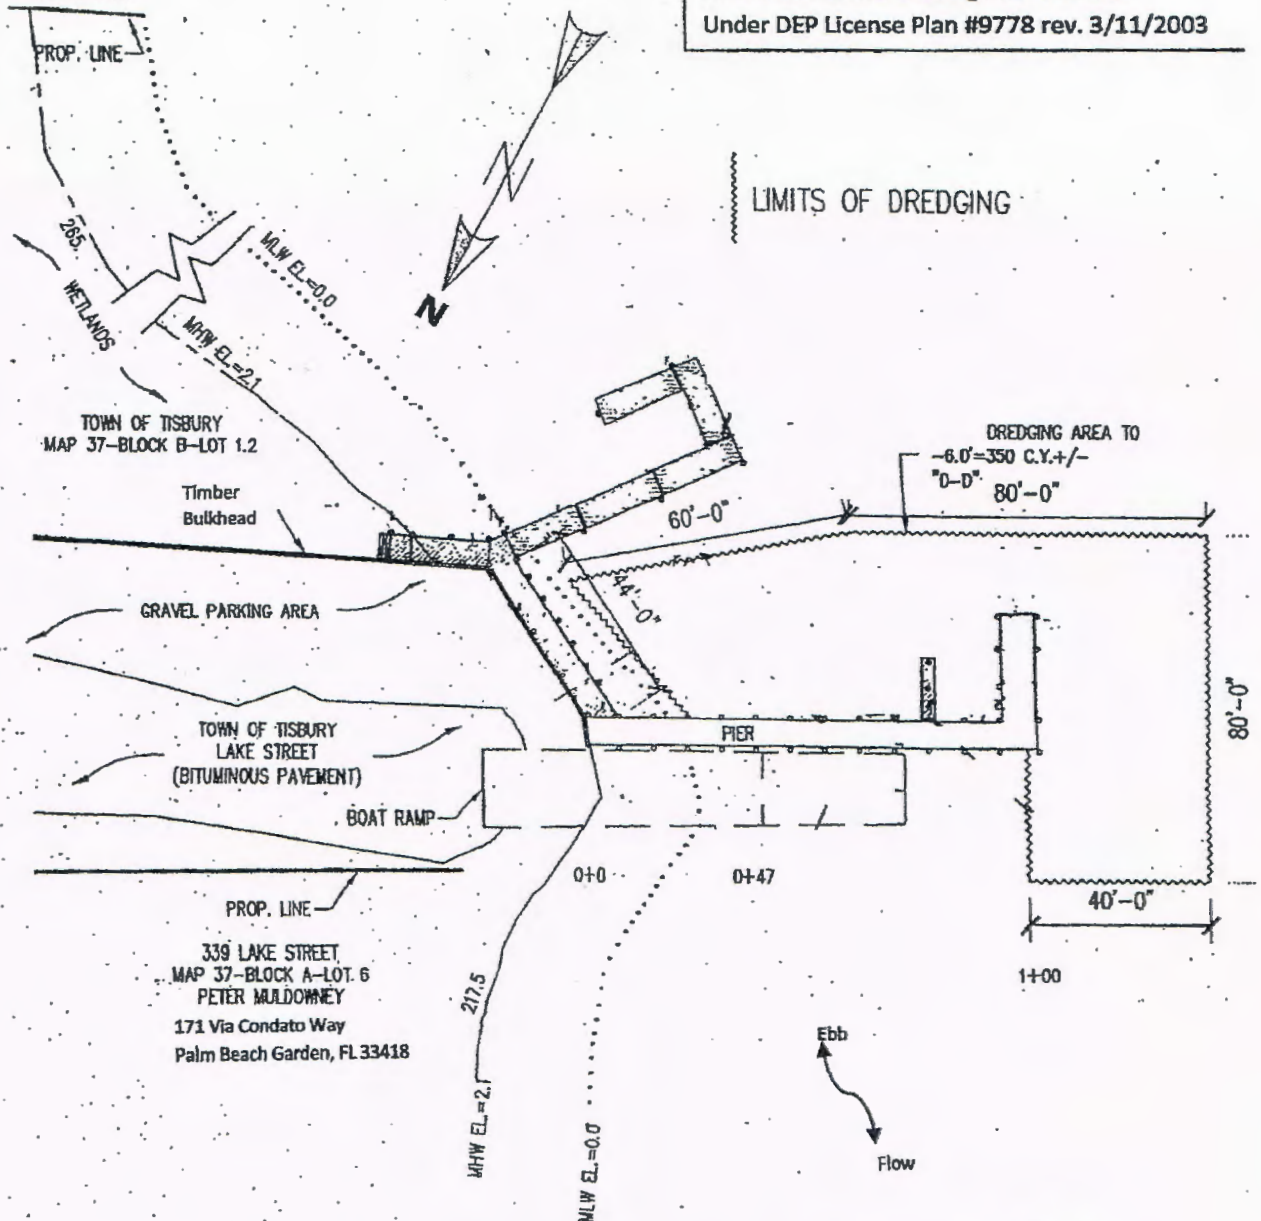 Under DEP License Plan #9778 rev. 3/11/2003
PROP. LINE
LIMITS OF DREDGING
265.
WETLANDS
MLW EL.=0.0
N
MHW EL.=2.1
TOWN OF TISBURY
MAP 37-BLOCK B-LOT 1.2
DREDGING AREA TO
-6.0'=350 C.Y.+/-
"D-D"
80'-0"
Timber
Bulkhead
60'-0"
44'-0"
GRAVEL PARKING AREA
TOWN OF TISBURY
LAKE STREET
(BITUMINOUS PAVEMENT)
PIER
80'-0"
BOAT RAMP
0+0
0+47
40'-0"
PROP. LINE
339 LAKE STREET
MAP 37-BLOCK A-LOT. 6
PETER MULDOWNEY
171 Via Condato Way
Palm Beach Garden, FL 33418
217.5
1+00
MHW EL.=2.1
MLW EL.=0.0
Ebb
Flow